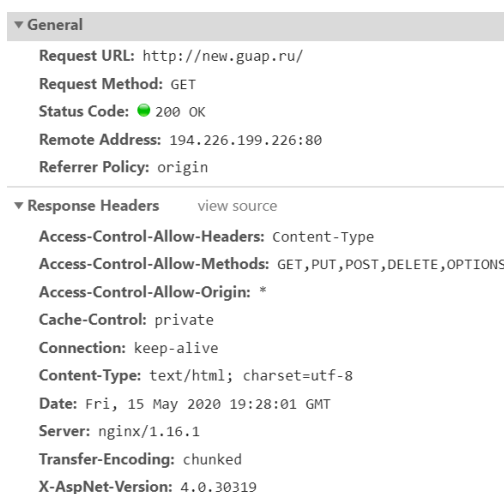 General
Request URL: http://new.guap.ru/
Request Method: GET
Status Code: 200 OK
Remote Address: 194.226.199.226:80
Referrer Policy: origin
Response Headers view source
Access-Control-Allow-Headers: Content-Type
Access-Control-Allow-Methods: GET,PUT,POST,DELETE,OPTIONS
Access-Control-Allow-Origin: *
Cache-Control: private
Connection: keep-alive
Content-Type: text/html; charset=utf-8
Date: Fri, 15 May 2020 19:28:01 GMT
Server: nginx/1.16.1
Transfer-Encoding: chunked
X-AspNet-Version: 4.0.30319